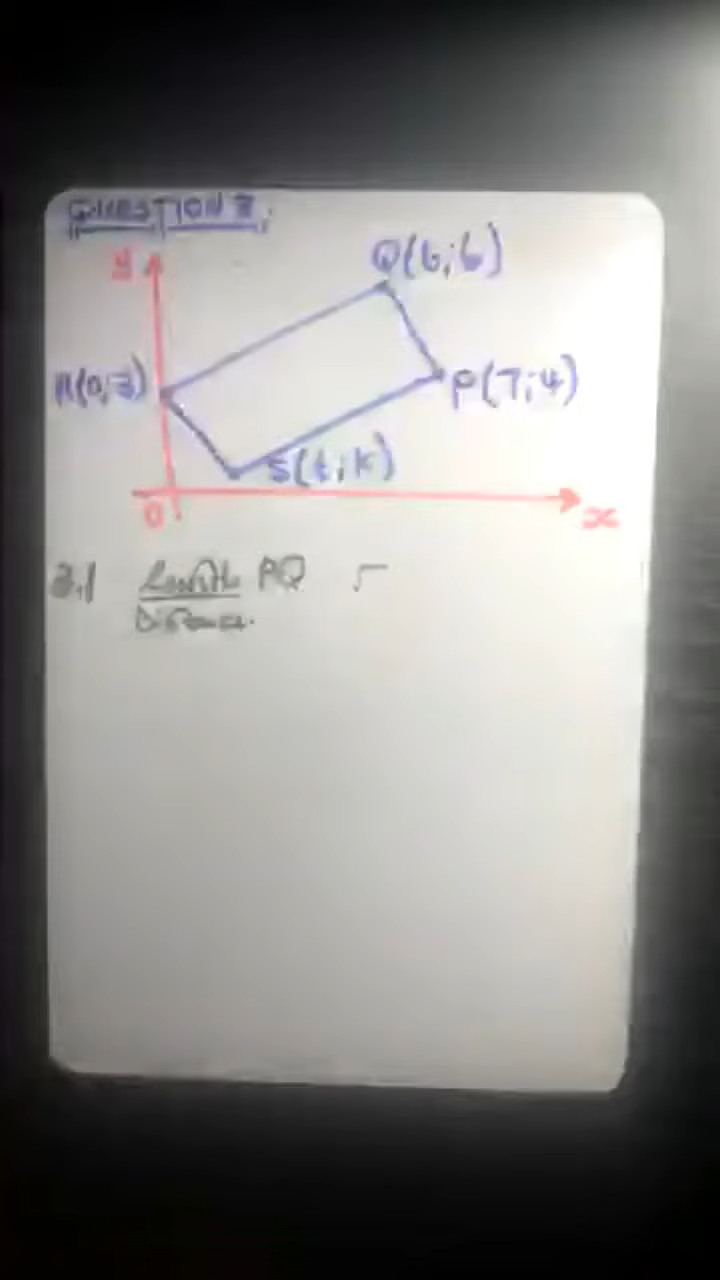 QUESTION 3:
y
Q(6;6)
R(0;3)
P(7;4)
S(t;k)
0
x
3.1 Length PQ √
Distance.